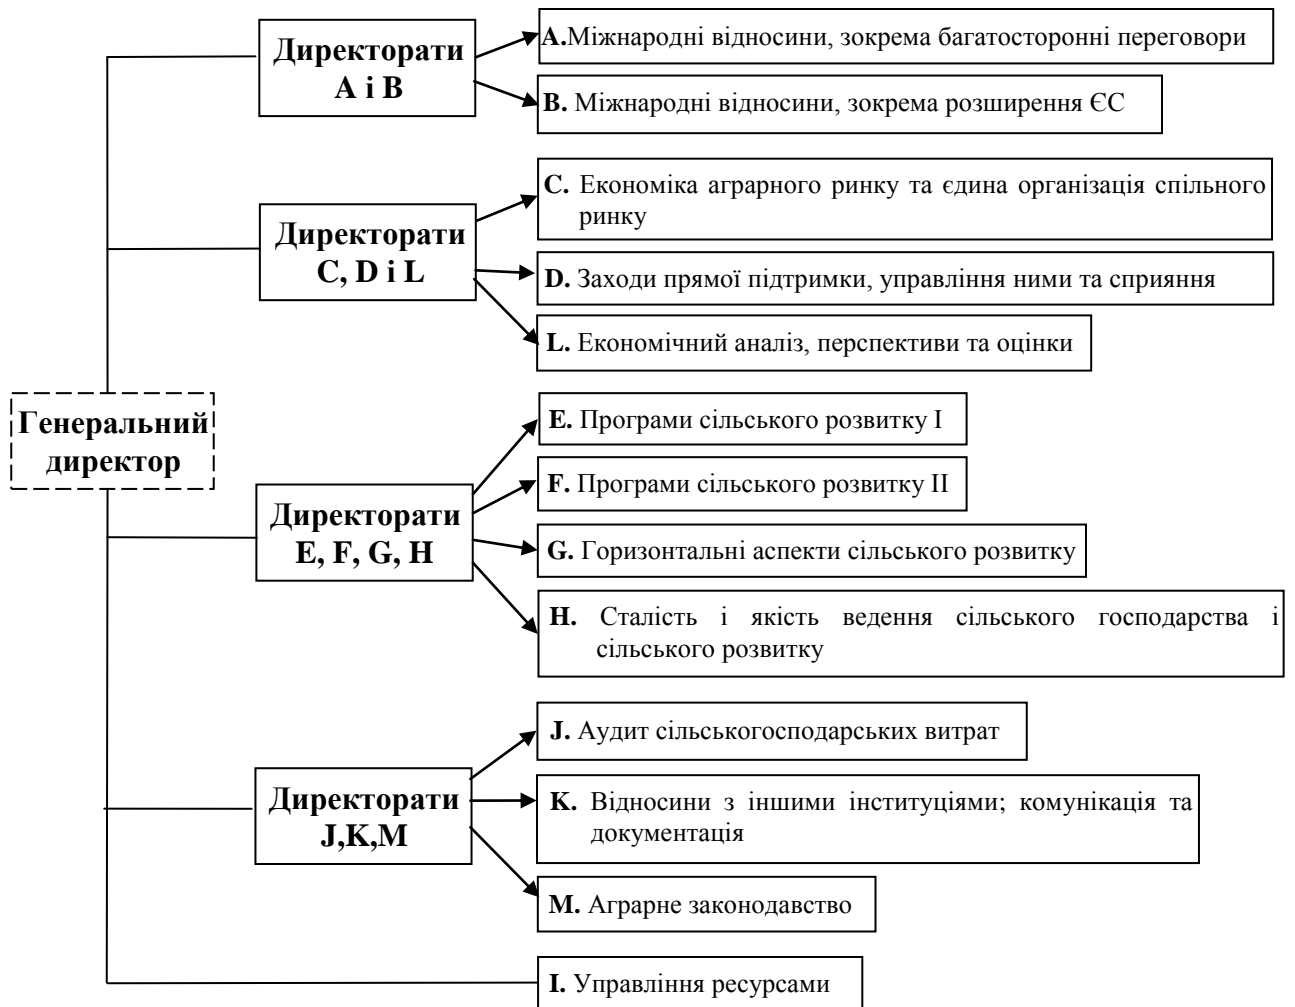 Директорати
А і В
А.Міжнародні відносини, зокрема багатосторонні переговори
В. Міжнародні відносини, зокрема розширення ЄС
Директорати
C, D і L
C. Економіка аграрного ринку та єдина організація спільного
ринку
D. Заходи прямої підтримки, управління ними та сприяння
L. Економічний аналіз, перспективи та оцінки
Генеральний
директор
Директорати
E, F, G, H
E. Програми сільського розвитку І
F. Програми сільського розвитку ІІ
G. Горизонтальні аспекти сільського розвитку
H. Сталість і якість ведення сільського господарства і
сільського розвитку
Директорати
J,K,M
J. Аудит сільськогосподарських витрат
K. Відносини з іншими інституціями; комунікація та
документація
M. Аграрне законодавство
I. Управління ресурсами